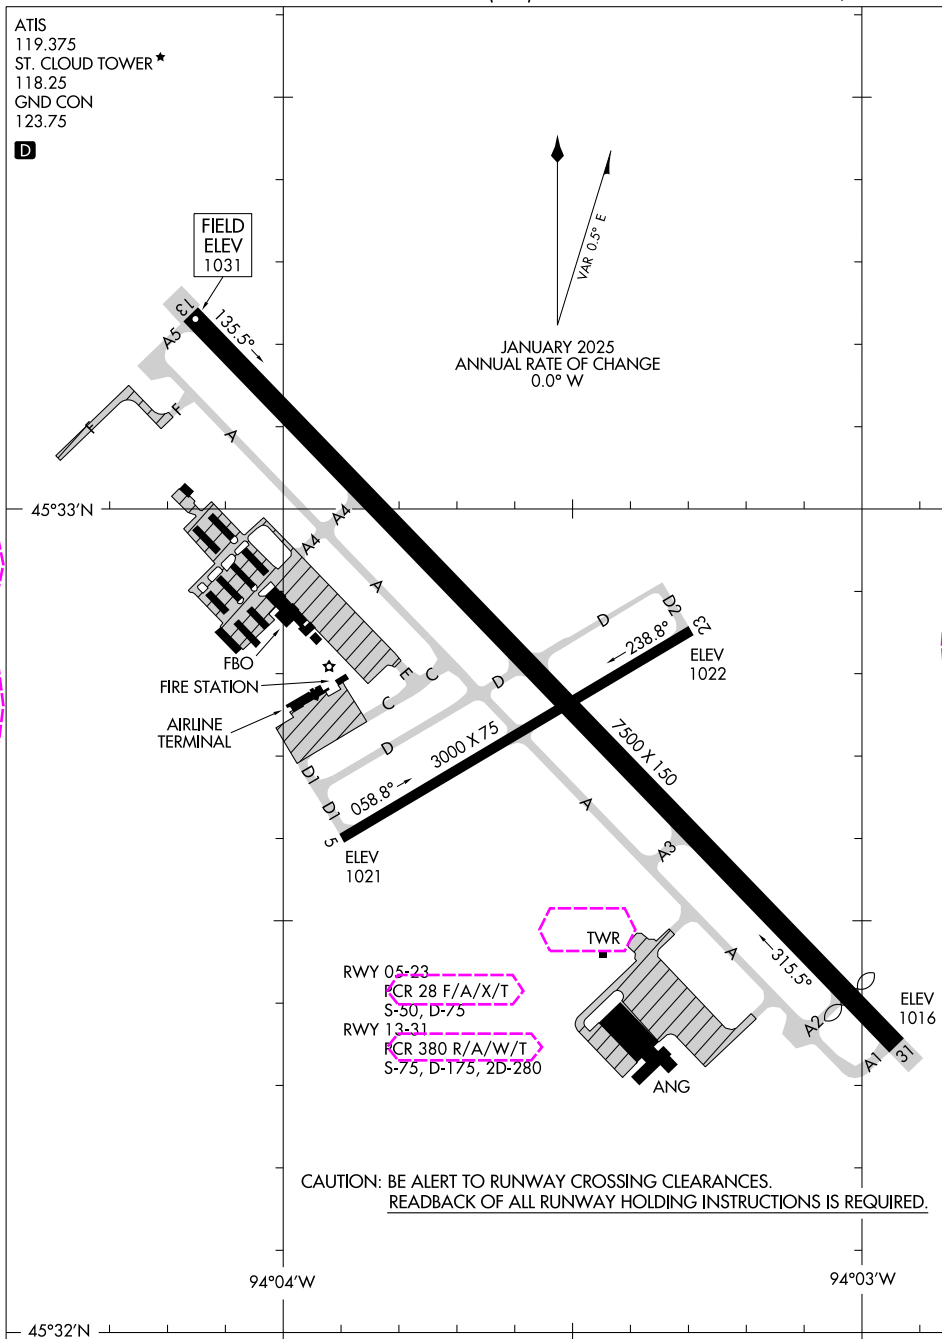 ATIS
119.375
ST. CLOUD TOWER★
118.25
GND CON
123.75
D
FIELD
ELEV
1031
VAR 0.5° E
JANUARY 2025
ANNUAL RATE OF CHANGE
0.0° W
13
135.5°
A5
F
F
A
45°33'N
A4
A4
A
D
D2
23
238.8°
ELEV
1022
FBO
E
C
D
FIRE STATION
C
AIRLINE
TERMINAL
D
3000 X 75
7500 X 150
D1
D1
058.8°
5
ELEV
1021
A
A3
TWR
A
315.5°
RWY 05-23
PCR 28 F/A/X/T
S-50, D-75
RWY 13-31
PCR 380 R/A/W/T
S-75, D-175, 2D-280
ELEV
1016
A2
A1
31
ANG
CAUTION: BE ALERT TO RUNWAY CROSSING CLEARANCES.
READBACK OF ALL RUNWAY HOLDING INSTRUCTIONS IS REQUIRED.
94°04'W
94°03'W
45°32'N